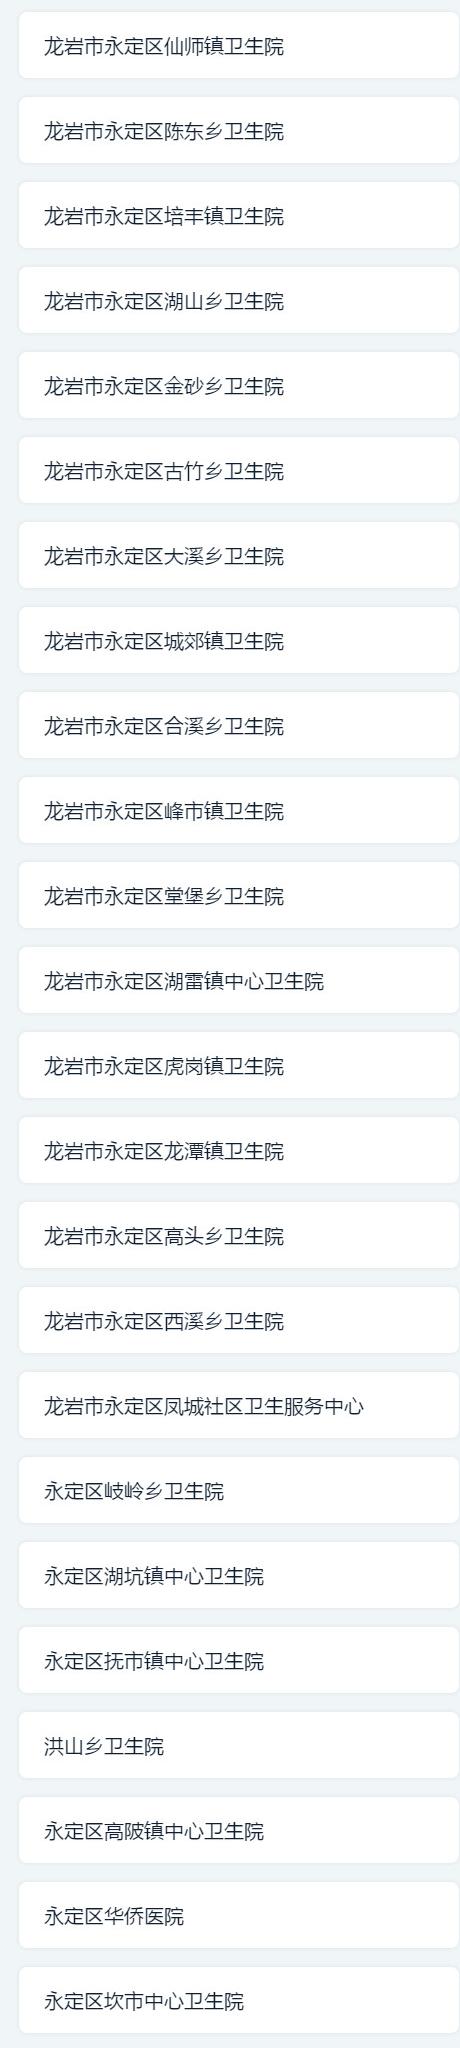 龙岩市永定区仙师镇卫生院
龙岩市永定区陈东乡卫生院
龙岩市永定区培丰镇卫生院
龙岩市永定区湖山乡卫生院
龙岩市永定区金砂乡卫生院
龙岩市永定区古竹乡卫生院
龙岩市永定区大溪乡卫生院
龙岩市永定区城郊镇卫生院
龙岩市永定区合溪乡卫生院
龙岩市永定区峰市镇卫生院
龙岩市永定区堂堡乡卫生院
龙岩市永定区湖雷镇中心卫生院
龙岩市永定区虎岗镇卫生院
龙岩市永定区龙潭镇卫生院
龙岩市永定区高头乡卫生院
龙岩市永定区西溪乡卫生院
龙岩市永定区凤城社区卫生服务中心
永定区岐岭乡卫生院
永定区湖坑镇中心卫生院
永定区抚市镇中心卫生院
洪山乡卫生院
永定区高陂镇中心卫生院
永定区华侨医院
永定区坎市中心卫生院